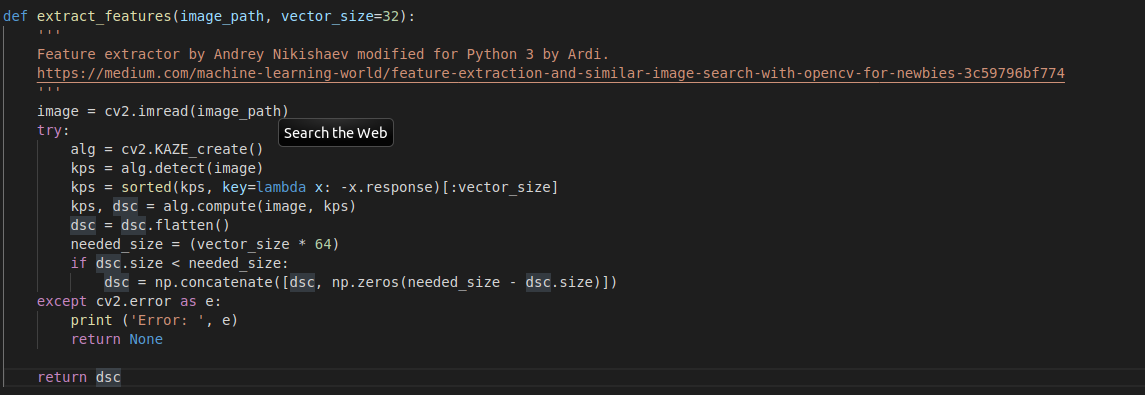 def extract_features(image_path, vector_size=32):
    '''
    Feature extractor by Andrey Nikishaev modified for Python 3 by Ardi.
    https://medium.com/machine-learning-world/feature-extraction-and-similar-image-search-with-opencv-for-newbies-3c59796bf774
    '''
    image = cv2.imread(image_path)
Search the Web
    try:
        alg = cv2.KAZE_create()
        kps = alg.detect(image)
        kps = sorted(kps, key=lambda x: -x.response)[:vector_size]
        kps, dsc = alg.compute(image, kps)
        dsc = dsc.flatten()
        needed_size = (vector_size * 64)
        if dsc.size < needed_size:
            dsc = np.concatenate([dsc, np.zeros(needed_size - dsc.size)])
    except cv2.error as e:
        print ('Error: ', e)
        return None
    return dsc